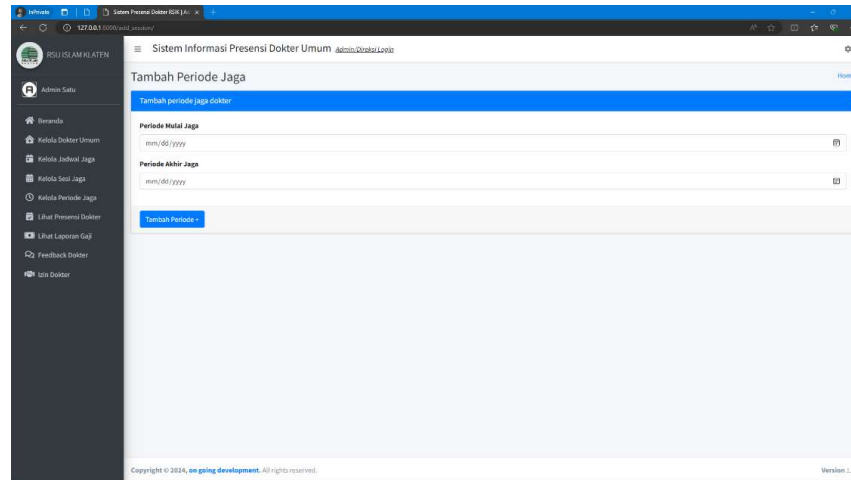 InPrivate
Sistem Presensi Dokter RSIK | A
127.0.0.1:8000/add_session/
RSU ISLAM KLATEN
Sistem Informasi Presensi Dokter Umum Admin/Direksi Login
Admin Satu
Tambah Periode Jaga
Hom
Tambah periode jaga dokter
Beranda
Kelola Dokter Umum
Kelola Jadwal Jaga
Kelola Sesi Jaga
Kelola Periode Jaga
Lihat Presensi Dokter
Lihat Laporan Gaji
Feedback Dokter
Izin Dokter
Periode Mulai Jaga
mm/dd/yyyy
Periode Akhir Jaga
mm/dd/yyyy
Tambah Periode +
Copyright © 2024, on going development. All rights reserved.
Version 1.